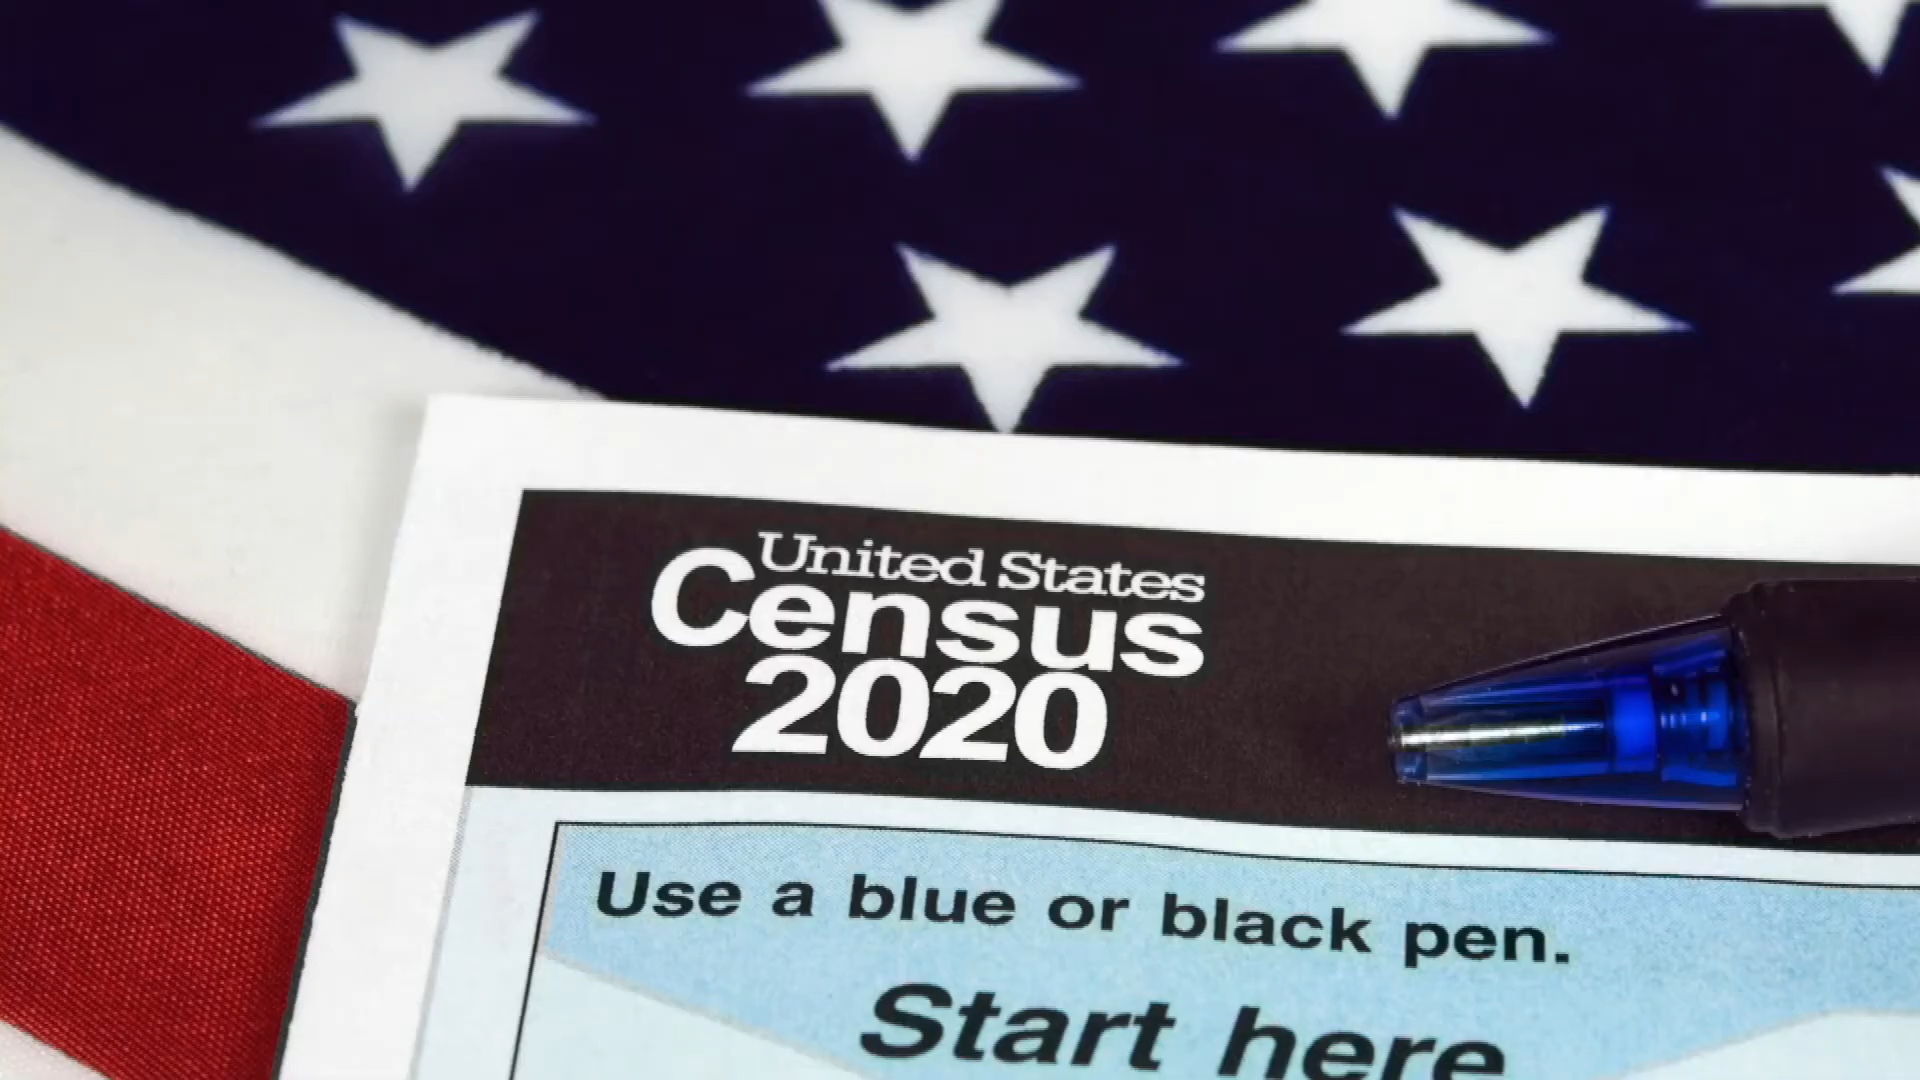 United States
Census
2020
Use a blue or black pen.
Start here